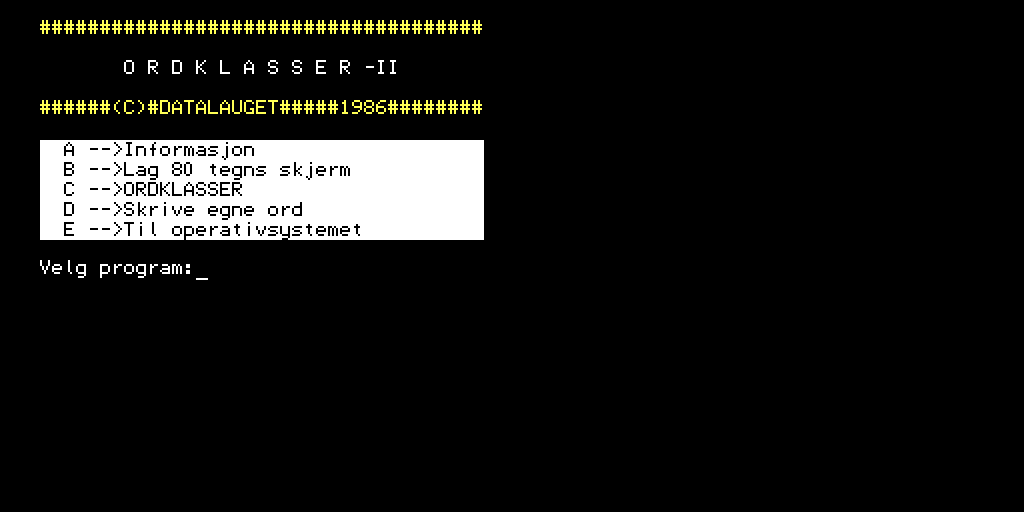 #####################################
O R D K L A S S E R -II
######(C)#DATALAUGET#####1986########
A -->Informasjon
B -->Lag 80 tegns skjerm
C -->ORDKLASSER
D -->Skrive egne ord
E -->Til operativsystemet
Velg program:_